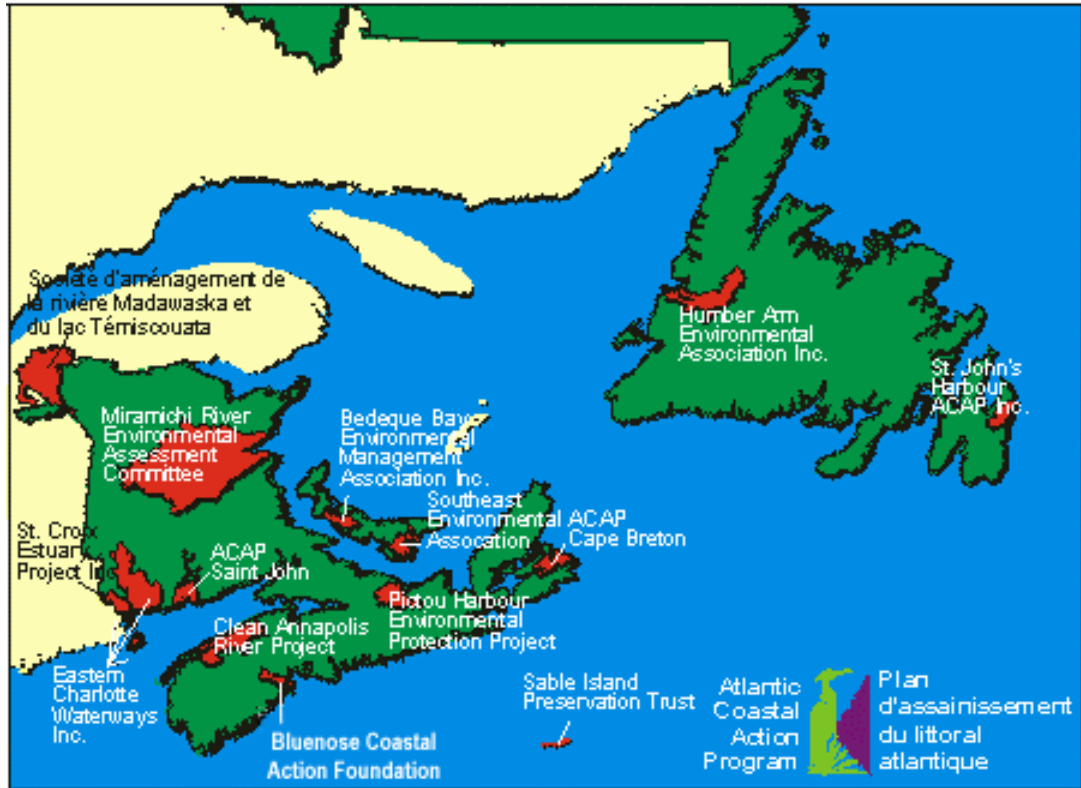 Société d'aménagement de
la rivière Madawaska et
du lac Témiscouata
Humber Arm
Environmental
Association Inc.
St. John's
Harbour
ACAP Inc.
Miramichi River
Environmental
Assessment
Committee
Bedeque Bay
Environmental
Management
Association Inc.
Southeast
Environmental
Assocation
ACAP
Cape Breton
St. Croix
Estuary
Project Inc.
ACAP
Saint John
Pictou Harbour
Environmental
Protection Project
Clean Annapolis
River Project
Eastern
Charlotte
Waterways
Inc.
Bluenose Coastal
Action Foundation
Sable Island
Preservation Trust
Atlantic
Coastal
Action
Program
Plan
d'assainissement
du littoral
atlantique